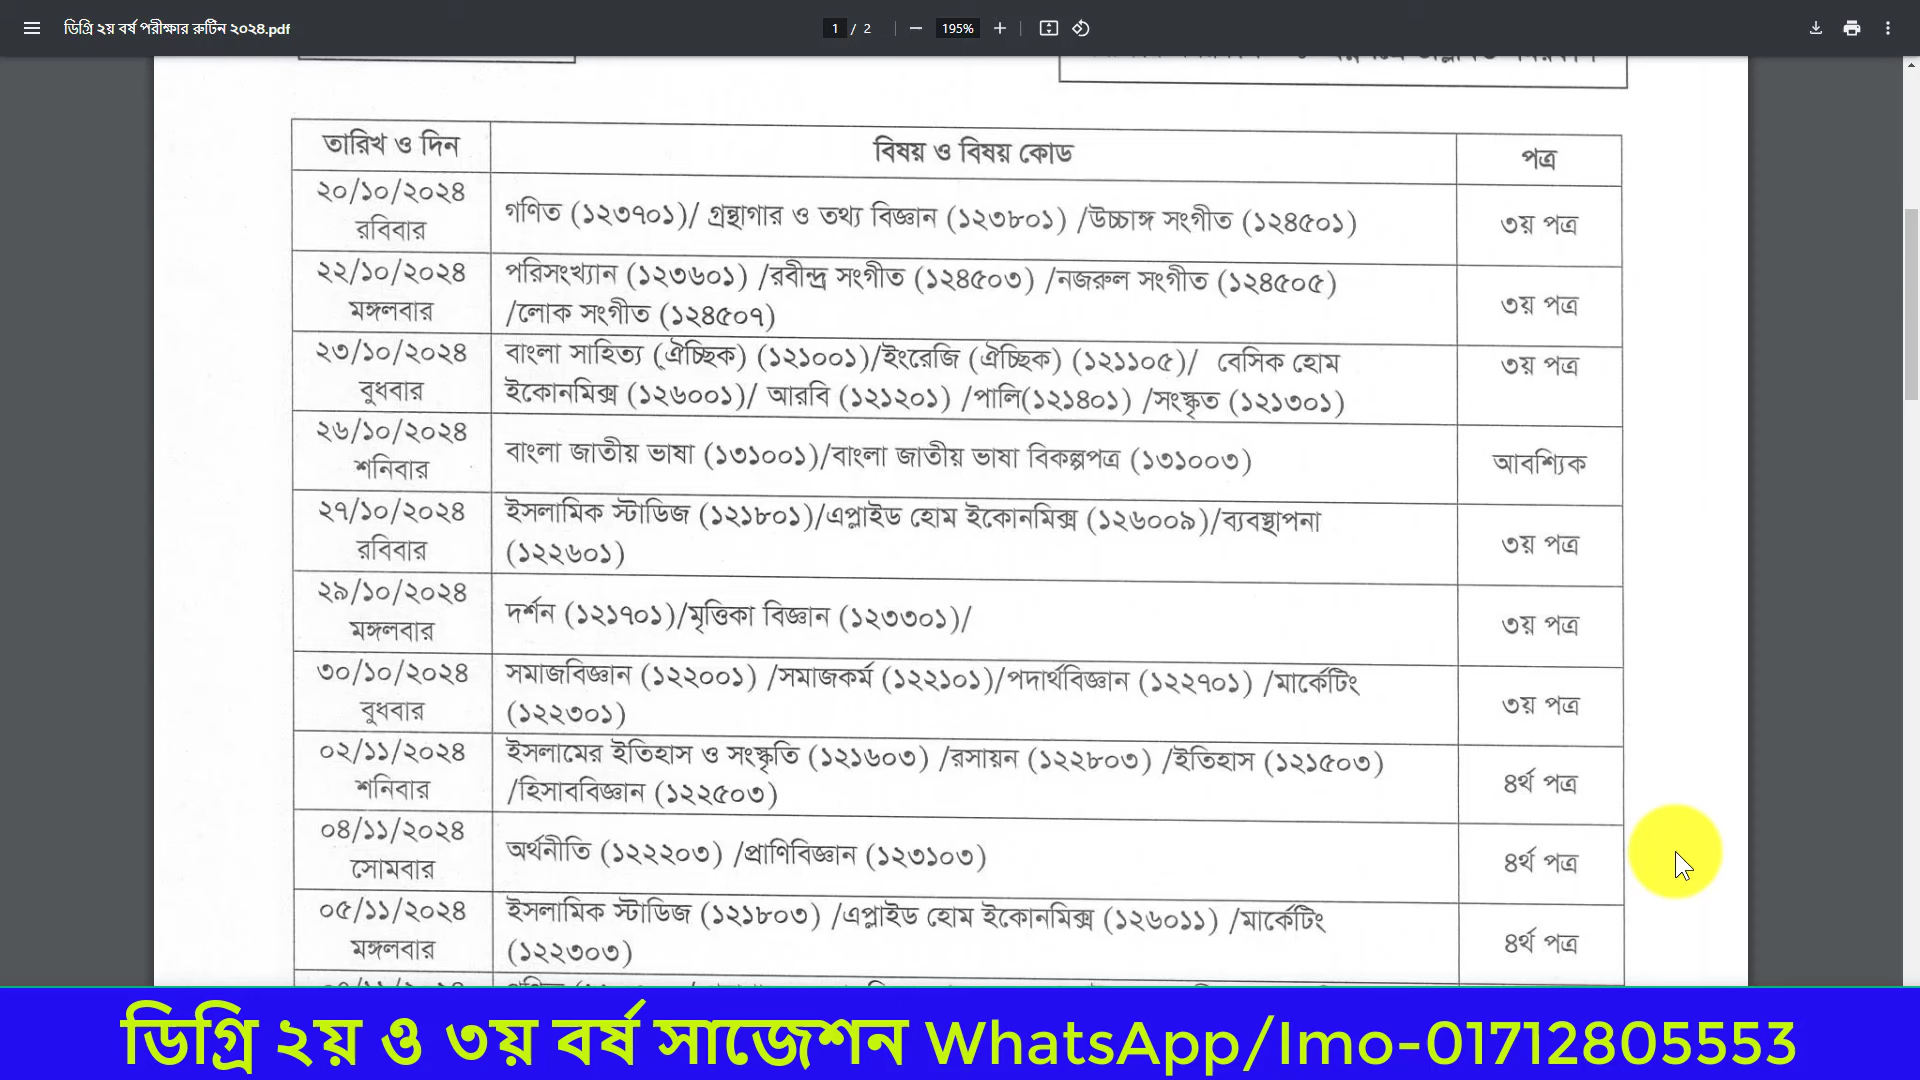 ডিগ্রি ২য় বর্ষ পরীক্ষার রুটিন ২০২৪.pdf
1 / 2
195%
তারিখ ও দিন
বিষয় ও বিষয় কোড
পত্র
২০/১০/২০২৪
রবিবার
গণিত (১২৩৭০১)/ গ্রন্থাগার ও তথ্য বিজ্ঞান (১২৩৮০১) /উচ্চাঙ্গ সংগীত (১২৪৫০১)
৩য় পত্র
২২/১০/২০২৪
মঙ্গলবার
পরিসংখ্যান (১২৩৬০১) /রবীন্দ্র সংগীত (১২৪৫০৩) /নজরুল সংগীত (১২৪৫০৫)
/লোক সংগীত (১২৪৫০৭)
৩য় পত্র
২৩/১০/২০২৪
বুধবার
বাংলা সাহিত্য (ঐচ্ছিক) (১২১০০১)/ইংরেজি (ঐচ্ছিক) (১২১১০৫)/ বেসিক হোম
ইকোনমিক্স (১২৬০০১)/ আরবি (১২১২০১) /পালি(১২১৪০১) /সংস্কৃত (১২১৩০১)
৩য় পত্র
২৬/১০/২০২৪
শনিবার
বাংলা জাতীয় ভাষা (১৩১০০১)/বাংলা জাতীয় ভাষা বিকল্পপত্র (১৩১০০৩)
আবশ্যিক
২৭/১০/২০২৪
রবিবার
ইসলামিক স্টাডিজ (১২১৮০১)/এপ্লাইড হোম ইকোনমিক্স (১২৬০০৯)/ব্যবস্থাপনা
(১২২৬০১)
৩য় পত্র
২৯/১০/২০২৪
মঙ্গলবার
দর্শন (১২১৭০১)/মৃত্তিকা বিজ্ঞান (১২৩৩০১)/
৩য় পত্র
৩০/১০/২০২৪
বুধবার
সমাজবিজ্ঞান (১২২০০১) /সমাজকর্ম (১২২১০১)/পদার্থবিজ্ঞান (১২২৭০১) /মার্কেটিং
(১২২৩০১)
৩য় পত্র
০২/১১/২০২৪
শনিবার
ইসলামের ইতিহাস ও সংস্কৃতি (১২১৬০৩) /রসায়ন (১২২৮০৩) /ইতিহাস (১২১৫০৩)
/হিসাববিজ্ঞান (১২২৫০৩)
৪র্থ পত্র
০৪/১১/২০২৪
সোমবার
অর্থনীতি (১২২২০৩) /প্রাণিবিজ্ঞান (১২৩১০৩)
৪র্থ পত্র
০৫/১১/২০২৪
মঙ্গলবার
ইসলামিক স্টাডিজ (১২১৮০৩) /এপ্লাইড হোম ইকোনমিক্স (১২৬০১১) /মার্কেটিং
(১২২৩০৩)
৪র্থ পত্র
ডিগ্রি ২য় ও ৩য় বর্ষ সাজেশন WhatsApp/Imo-01712805553